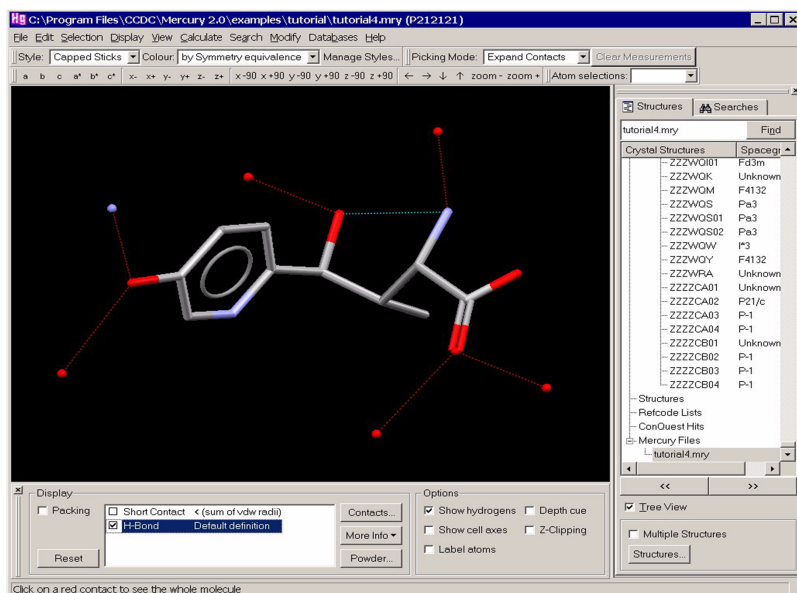 Hg C:\Program Files\CCDC\Mercury 2.0\examples\tutorial\tutorial4.mry (P212121)
File Edit Selection Display View Calculate Search Modify Databases Help
Style: Capped Sticks Colour: by Symmetry equivalence Manage Styles... Picking Mode: Expand Contacts Clear Measurements
a b c a* b* c* x- x+ y- y+ z- z+ x-90 x+90 y-90 y+90 z-90 z+90 ← → ↓ ↑ zoom- zoom+ Atom selections:
Structures Searches
tutorial4.mry Find
Crystal Structures Spacegr
ZZZWQI01 Fd3m
ZZZWQK Unknown
ZZZWQM F4132
ZZZWQS Pa3
ZZZWQS01 Pa3
ZZZWQS02 Pa3
ZZZWQW I*3
ZZZWQY F4132
ZZZWRA Unknown
ZZZZCA01 Unknown
ZZZZCA02 P21/c
ZZZZCA03 P-1
ZZZZCA04 P-1
ZZZZCB01 Unknown
ZZZZCB02 P-1
ZZZZCB03 P-1
ZZZZCB04 P-1
Structures
Refcode Lists
ConQuest Hits
Mercury Files
tutorial4.mry
<< >>
Tree View
Multiple Structures
Structures...
Display
Packing
Short Contact < (sum of vdw radii)
H-Bond Default definition
Reset
Contacts...
More Info
Powder...
Options
Show hydrogens Depth cue
Show cell axes Z-Clipping
Label atoms
Click on a red contact to see the whole molecule